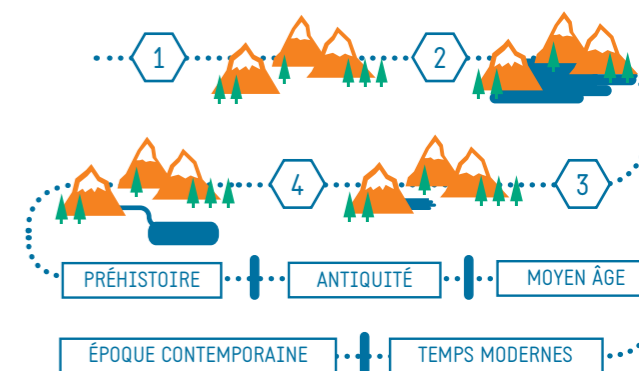 1
2
4
3
PRÉHISTOIRE
ANTIQUITÉ
MOYEN ÂGE
ÉPOQUE CONTEMPORAINE
TEMPS MODERNES